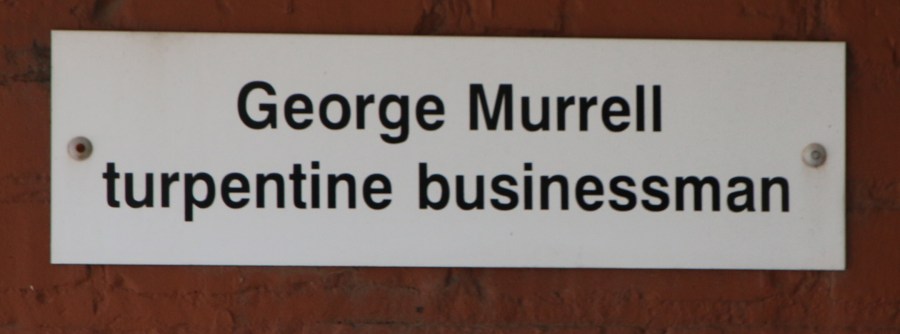 George Murrell
turpentine businessman